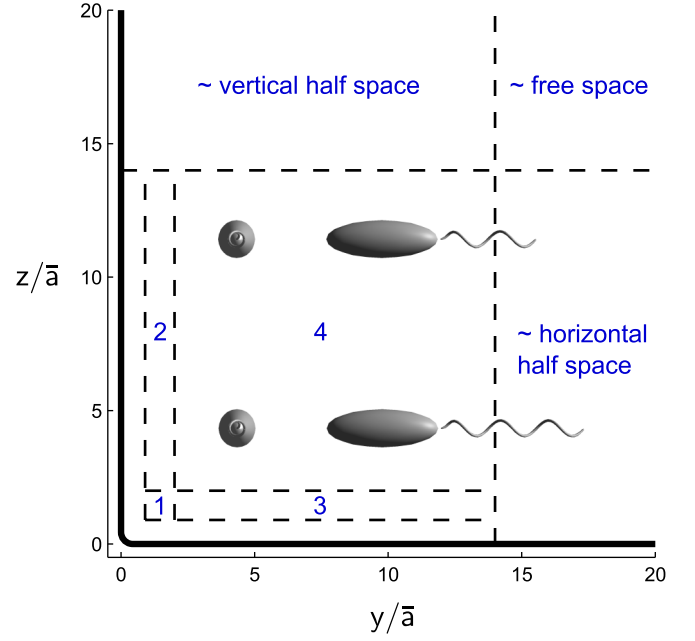 20
~ vertical half space
~ free space
15
10
z/a̅
2
4
~ horizontal
half space
5
1
3
0
0
5
10
15
20
y/a̅